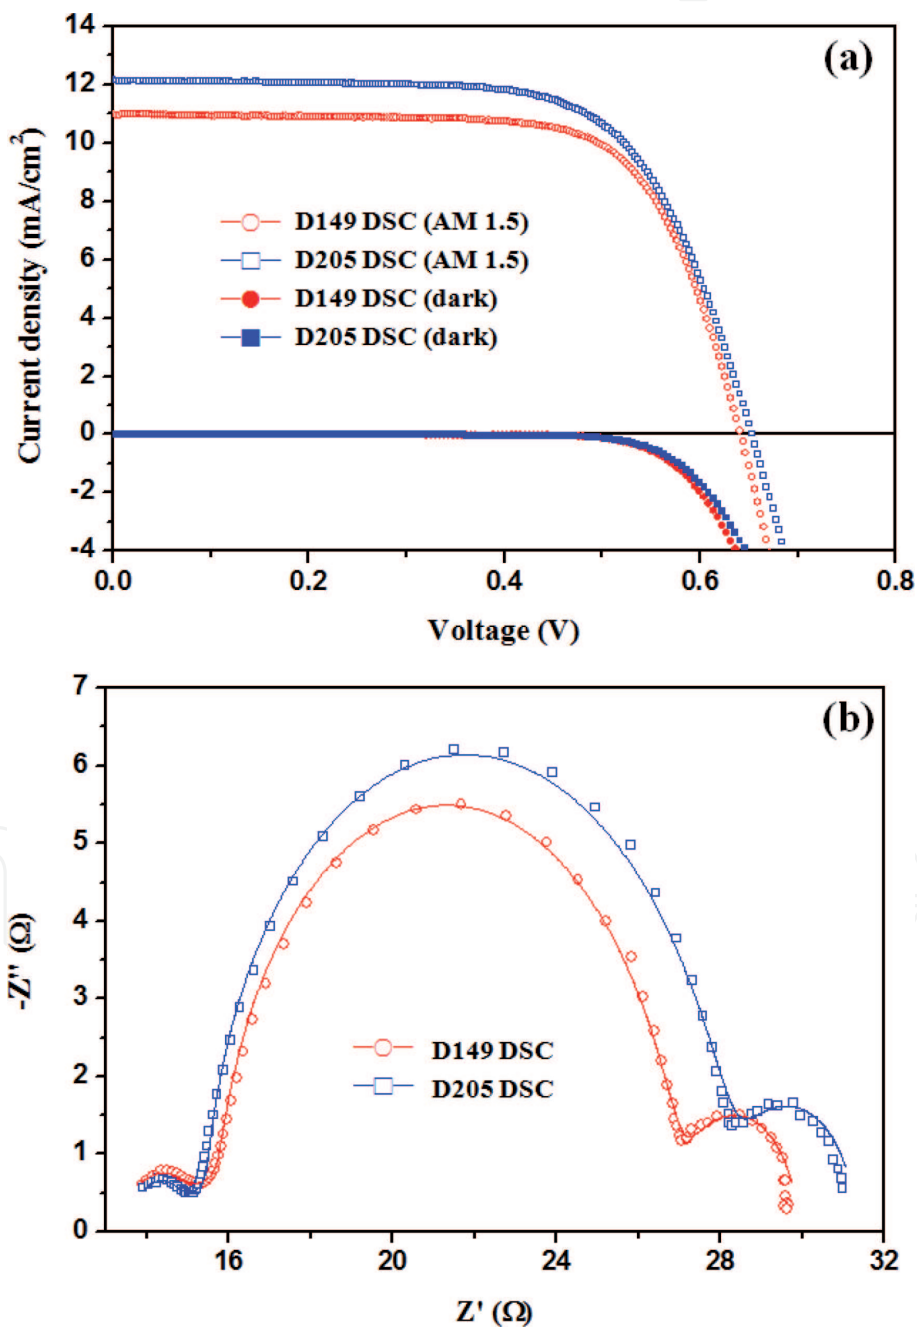 (a)
14
12
10
8
6
4
2
0
-2
-4
Current density (mA/cm²)
D149 DSC (AM 1.5)
D205 DSC (AM 1.5)
D149 DSC (dark)
D205 DSC (dark)
0.0 0.2 0.4 0.6 0.8
Voltage (V)
(b)
7
6
5
4
3
2
1
0
-Z'' (Ω)
D149 DSC
D205 DSC
16 20 24 28 32
Z' (Ω)